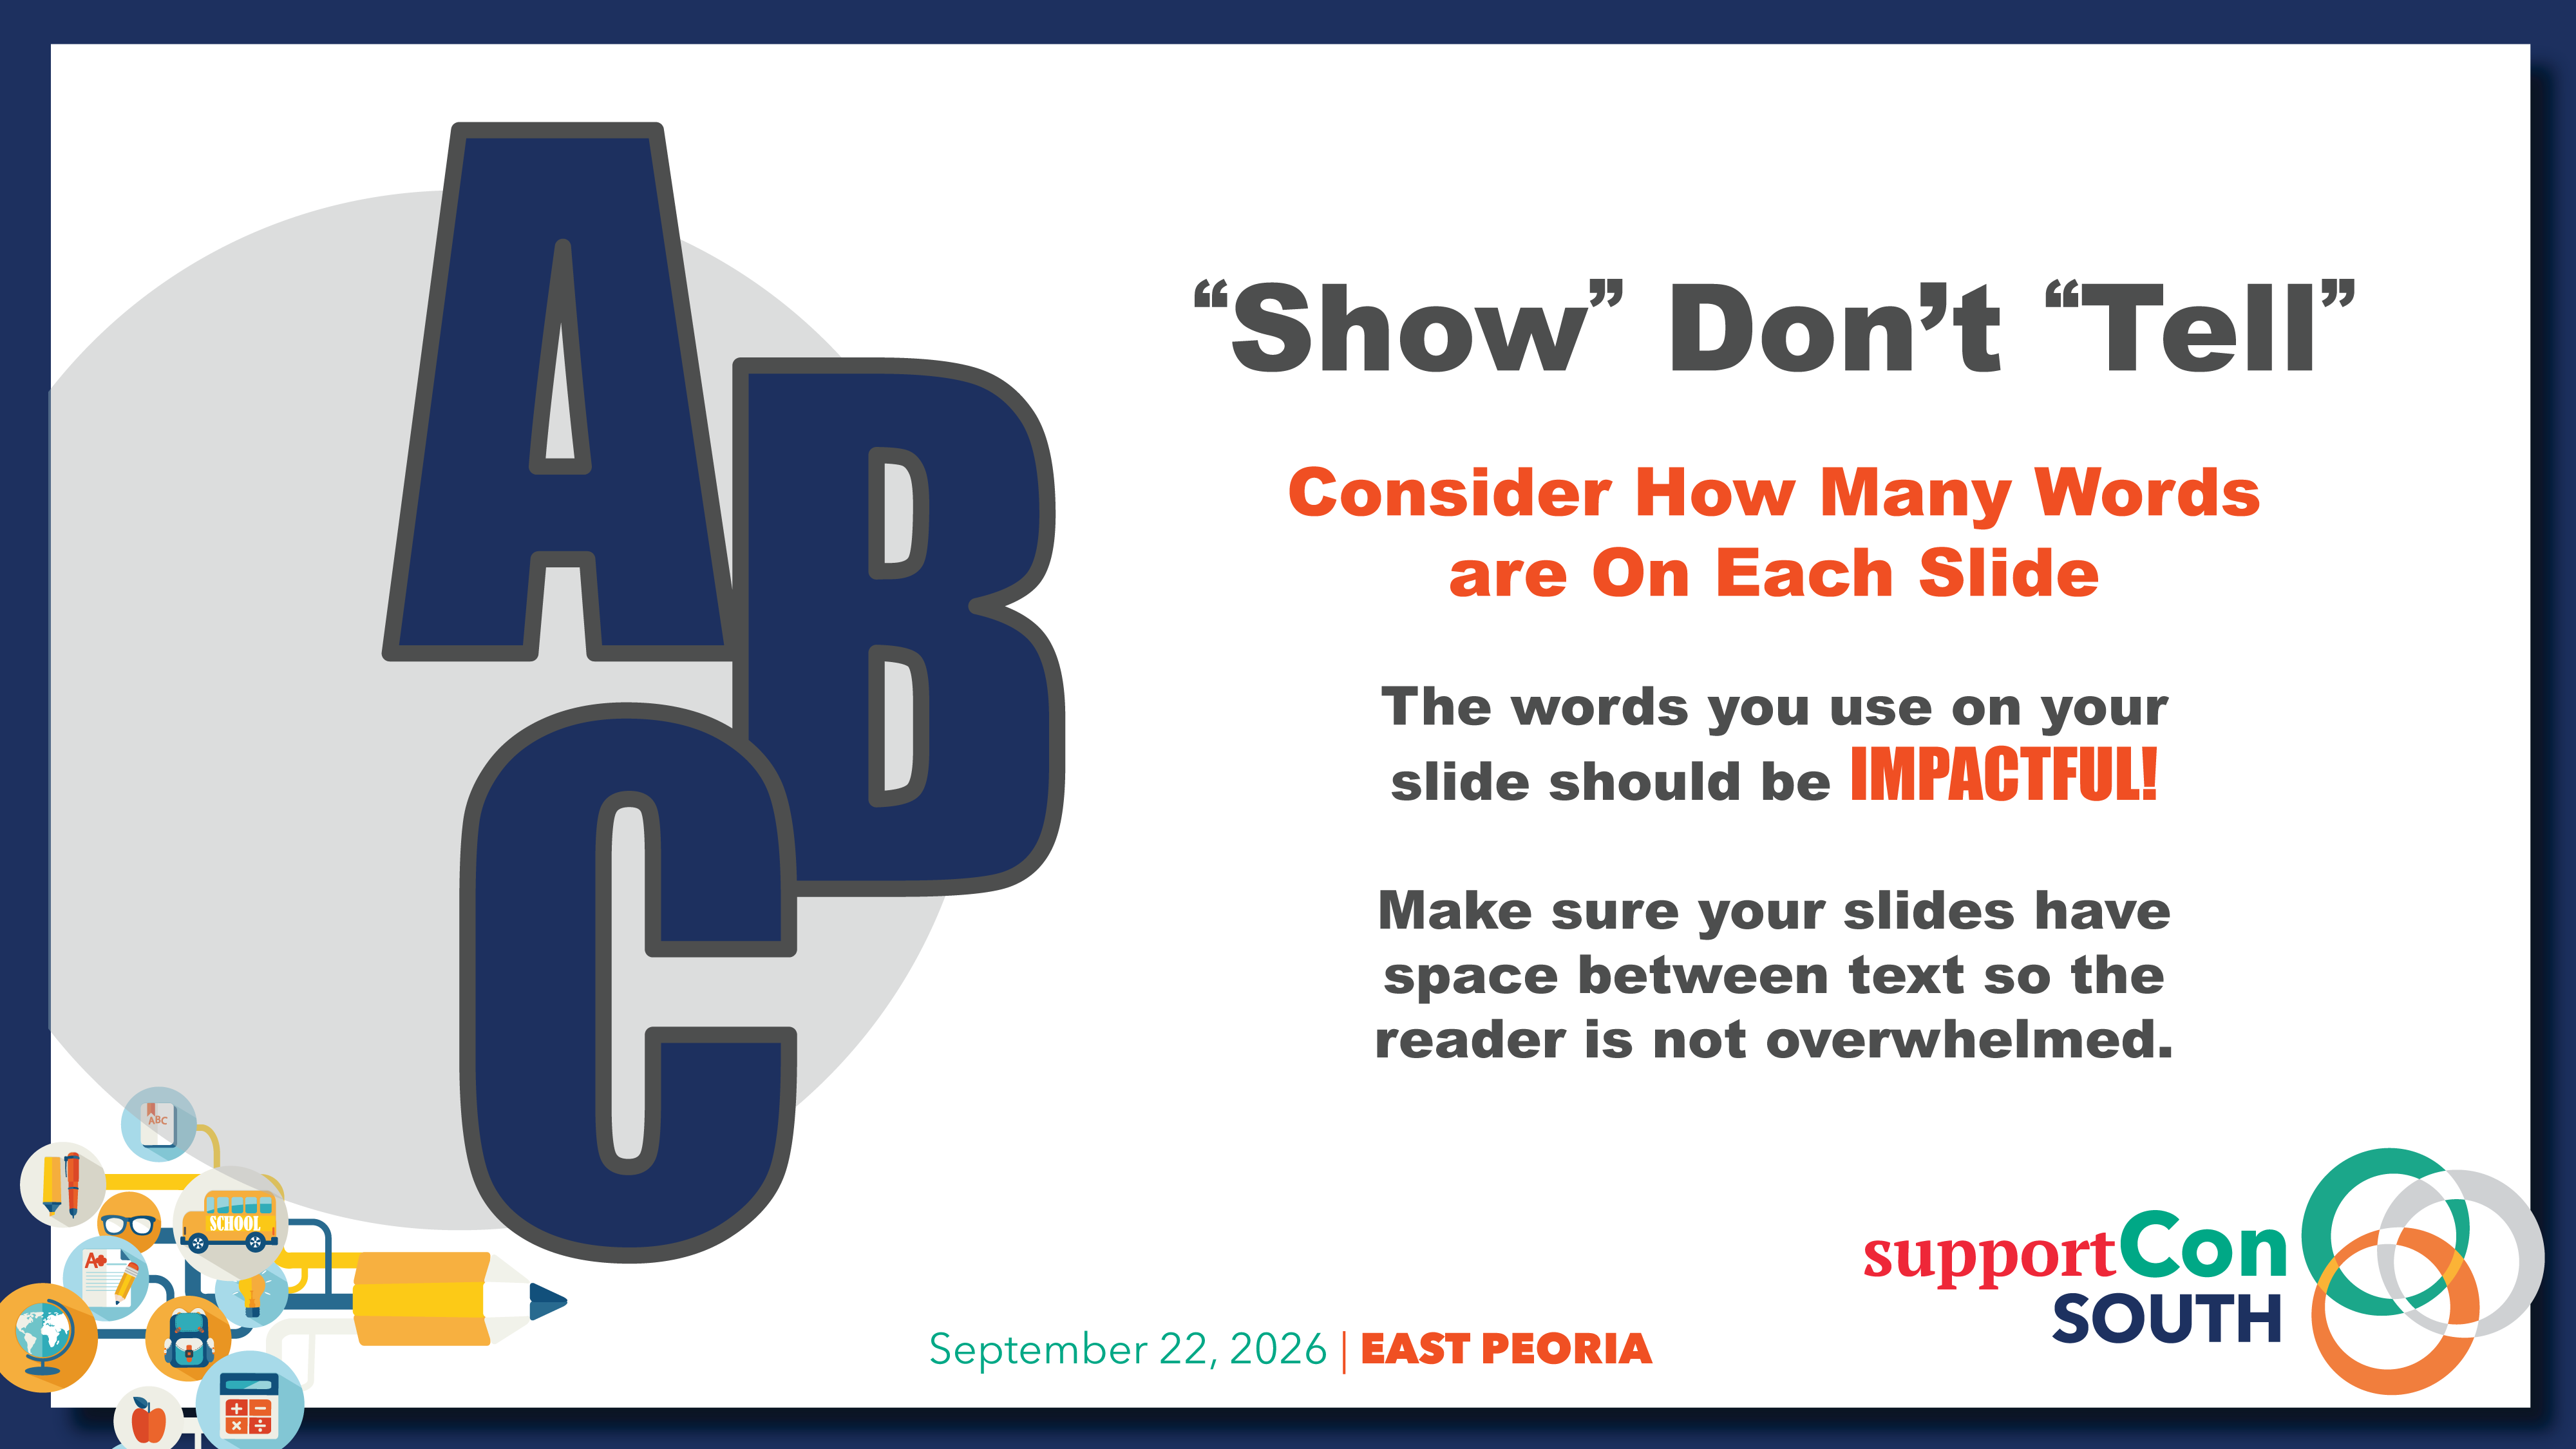 A
B
C
“Show” Don’t “Tell”
Consider How Many Words
are On Each Slide
The words you use on your
slide should be IMPACTFUL!
Make sure your slides have
space between text so the
reader is not overwhelmed.
ABC
SCHOOL
A+
September 22, 2026 | EAST PEORIA
supportCon
SOUTH